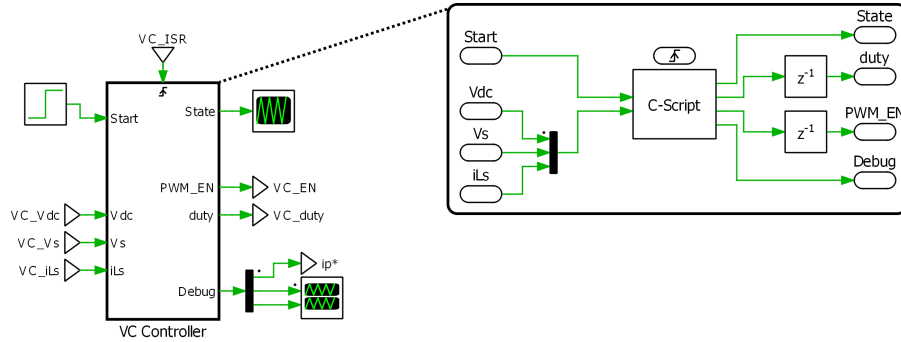 VC_ISR
Start
State
PWM_EN
VC_EN
VC_Vdc
Vdc
duty
VC_duty
VC_Vs
Vs
VC_iLs
iLs
Debug
ip*
VC Controller
Start
Vdc
Vs
iLs
C-Script
z-1
z-1
State
duty
PWM_EN
Debug